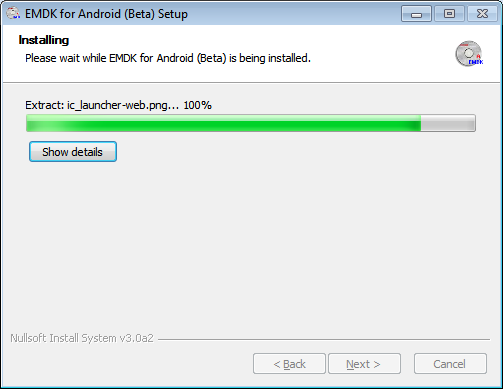 EMDK for Android (Beta) Setup
Installing
Please wait while EMDK for Android (Beta) is being installed.
EMDK
Extract: ic_launcher-web.png... 100%
Show details
Nullsoft Install System v3.0a2
< Back
Next >
Cancel